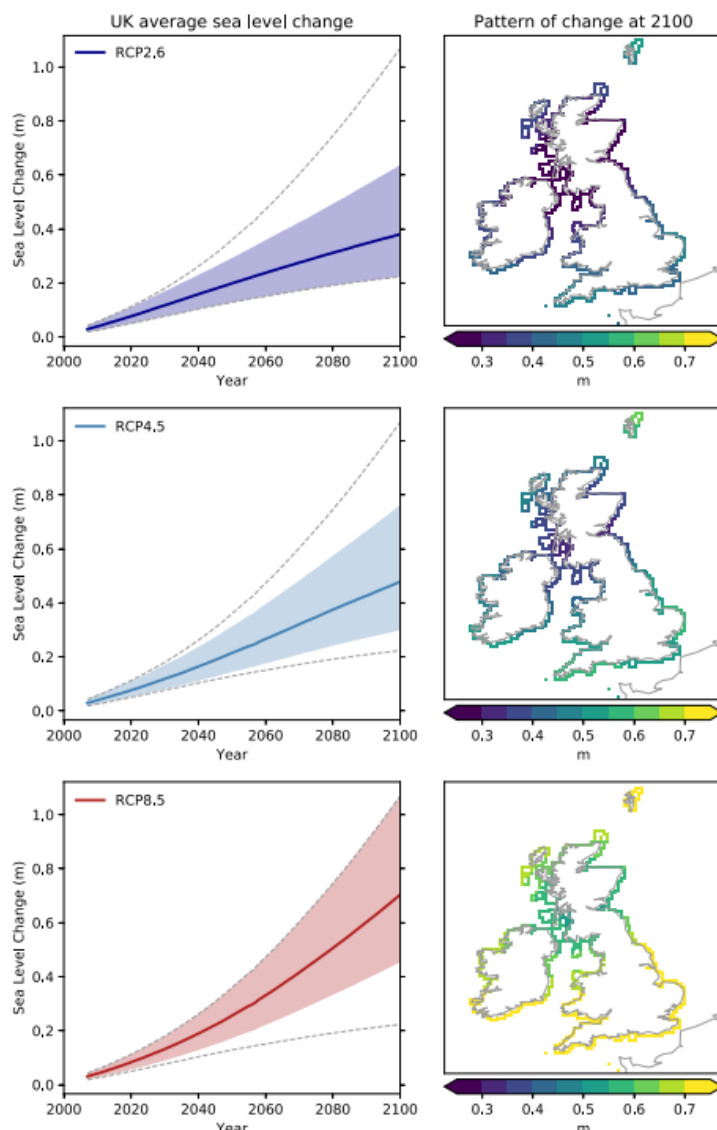 UK average sea level change
Pattern of change at 2100
RCP2.6
1.0
0.8
0.6
0.4
0.2
0.0
Sea Level Change (m)
2000 2020 2040 2060 2080 2100
Year
0.3 0.4 0.5 0.6 0.7
m
RCP4.5
1.0
0.8
0.6
0.4
0.2
0.0
Sea Level Change (m)
2000 2020 2040 2060 2080 2100
Year
0.3 0.4 0.5 0.6 0.7
m
RCP8.5
1.0
0.8
0.6
0.4
0.2
0.0
Sea Level Change (m)
2000 2020 2040 2060 2080 2100
Year
0.3 0.4 0.5 0.6 0.7
m